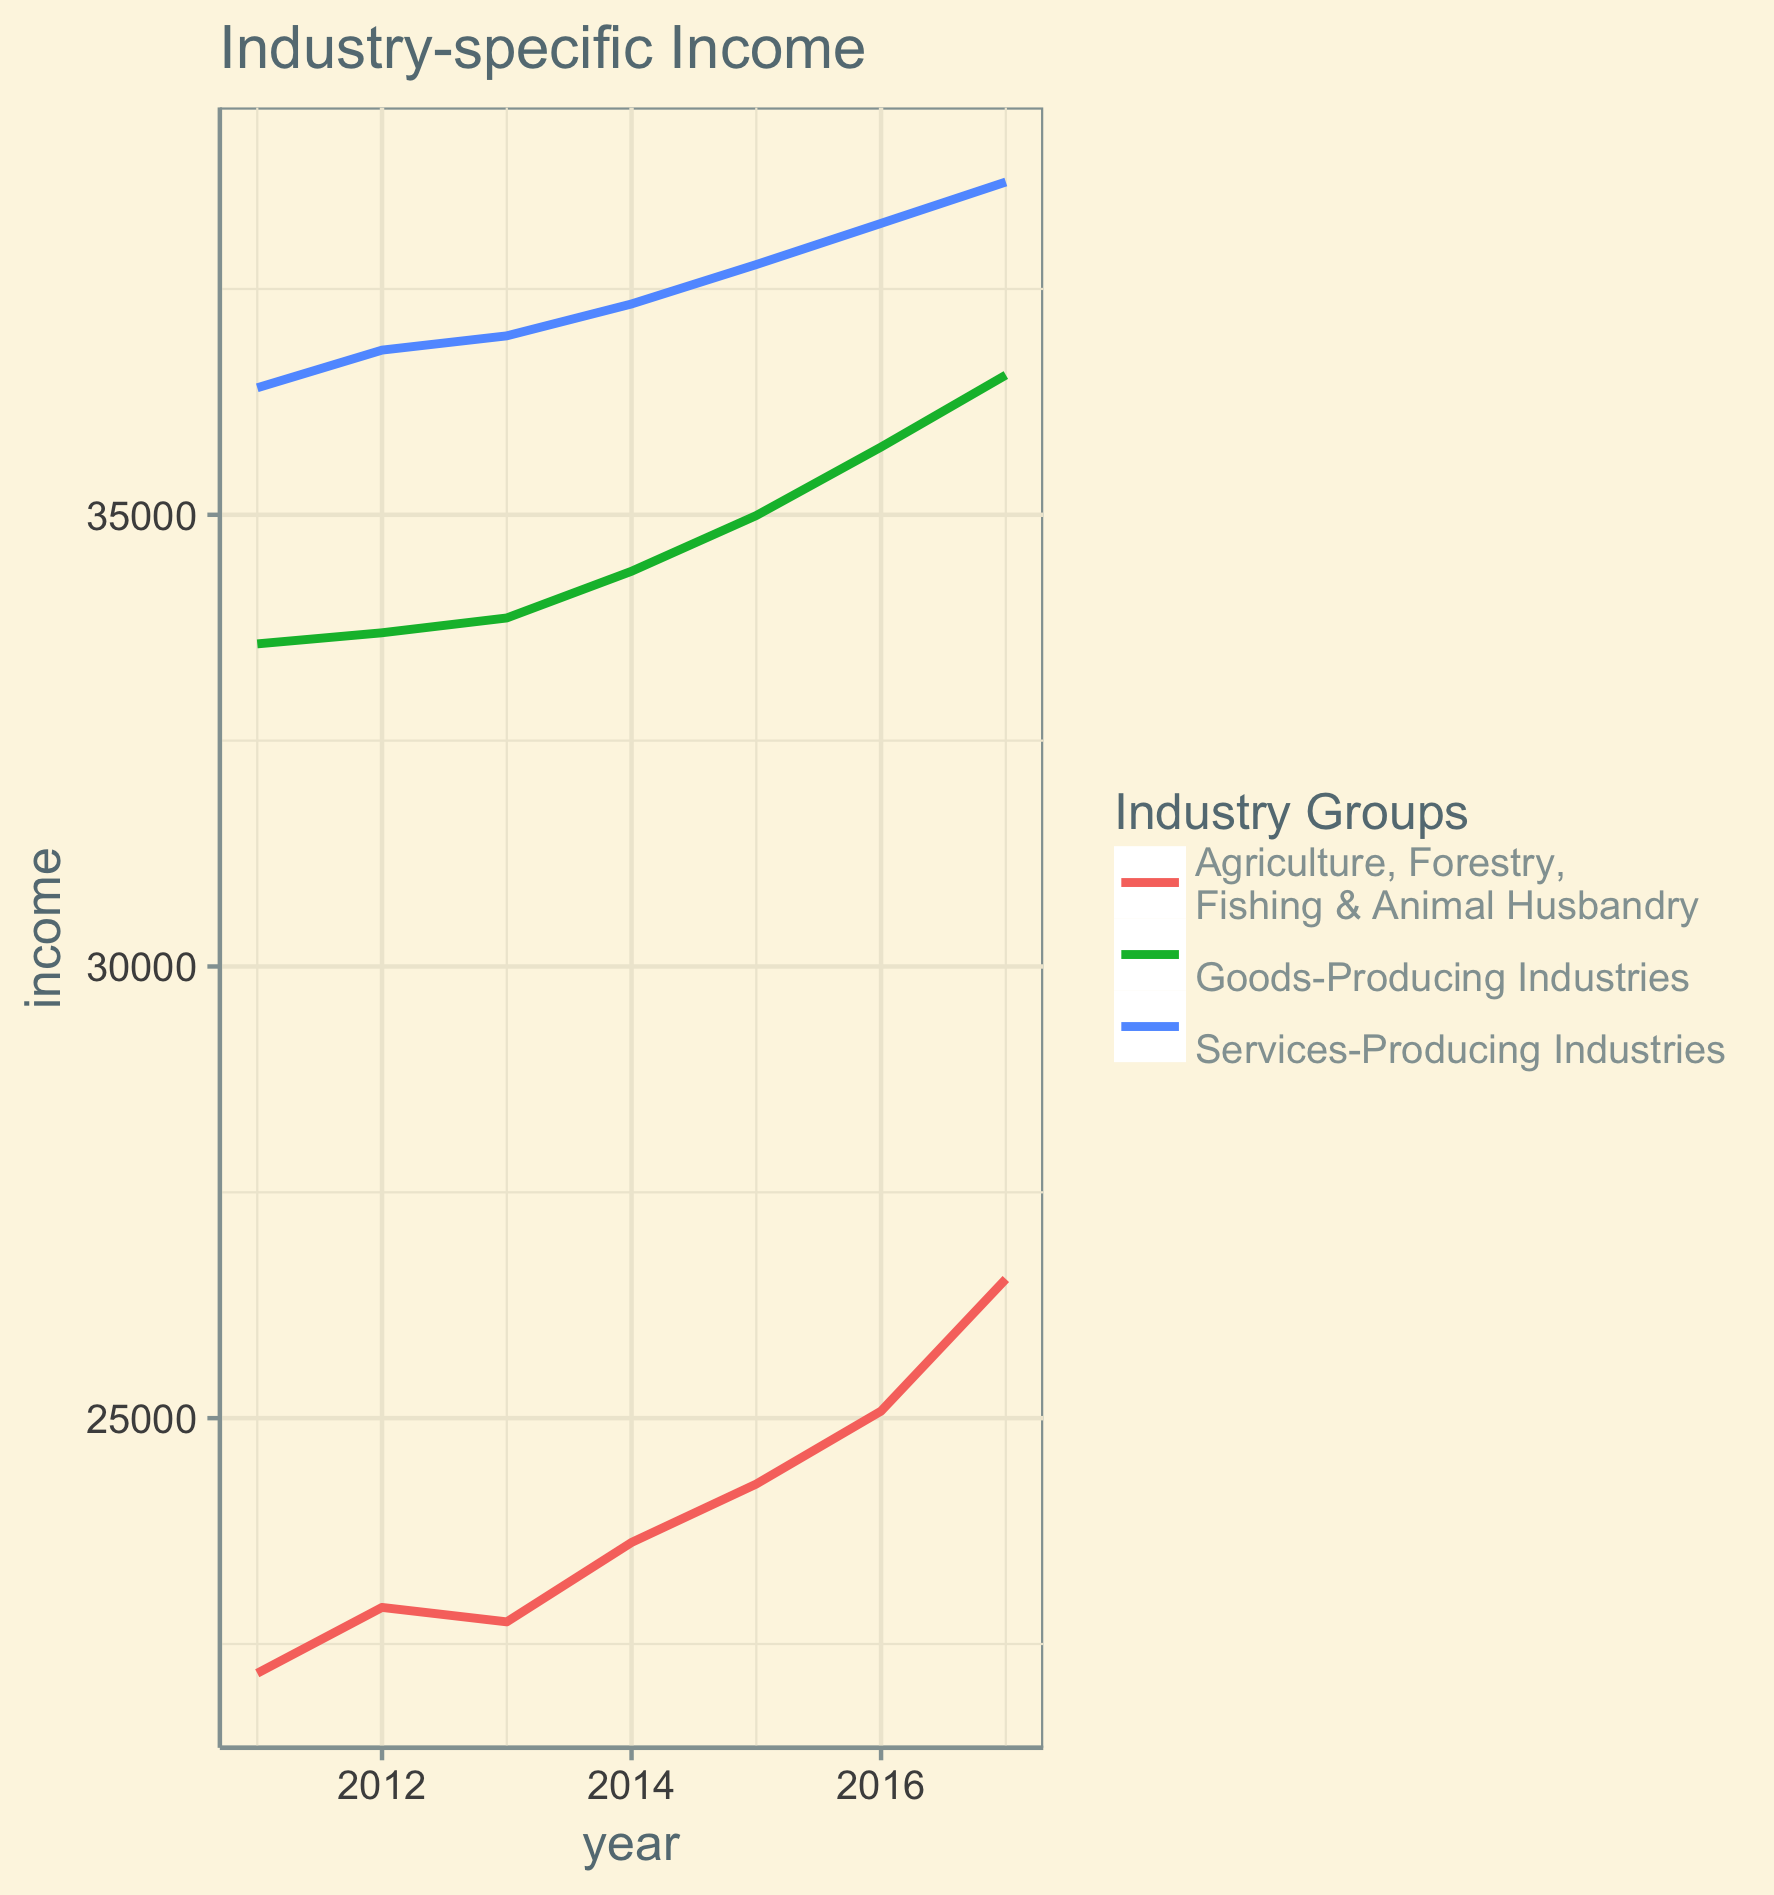 Industry-specific Income
income
35000
30000
25000
2012
2014
2016
year
Industry Groups
Agriculture, Forestry,
Fishing & Animal Husbandry
Goods-Producing Industries
Services-Producing Industries